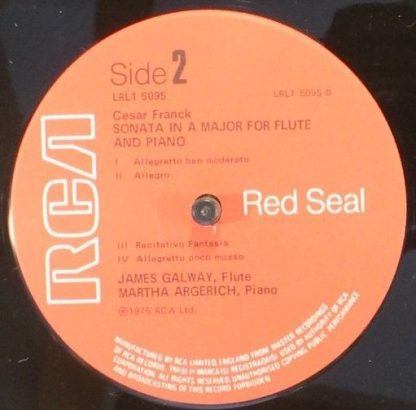 Side 2
LRL1 5095
LRL1 5095 B
Cesar Franck
SONATA IN A MAJOR FOR FLUTE
AND PIANO
I Allegretto ben moderato
II Allegro
RCA
Red Seal
III Recitativo Fantasia
IV Allegretto poco mosso
JAMES GALWAY, Flute
MARTHA ARGERICH, Piano
℗1975 RCA Ltd.
MANUFACTURED BY RCA LIMITED, ENGLAND FROM MASTER RECORDINGS
OF RCA RECORDS. TMK(S) ® MARCA(S) REGISTRADA(S) USED BY AUTHORITY OF RCA
CORPORATION. ALL RIGHTS RESERVED. UNAUTHORISED COPYING, PUBLIC PERFORMANCE
AND BROADCASTING OF THIS RECORD FORBIDDEN